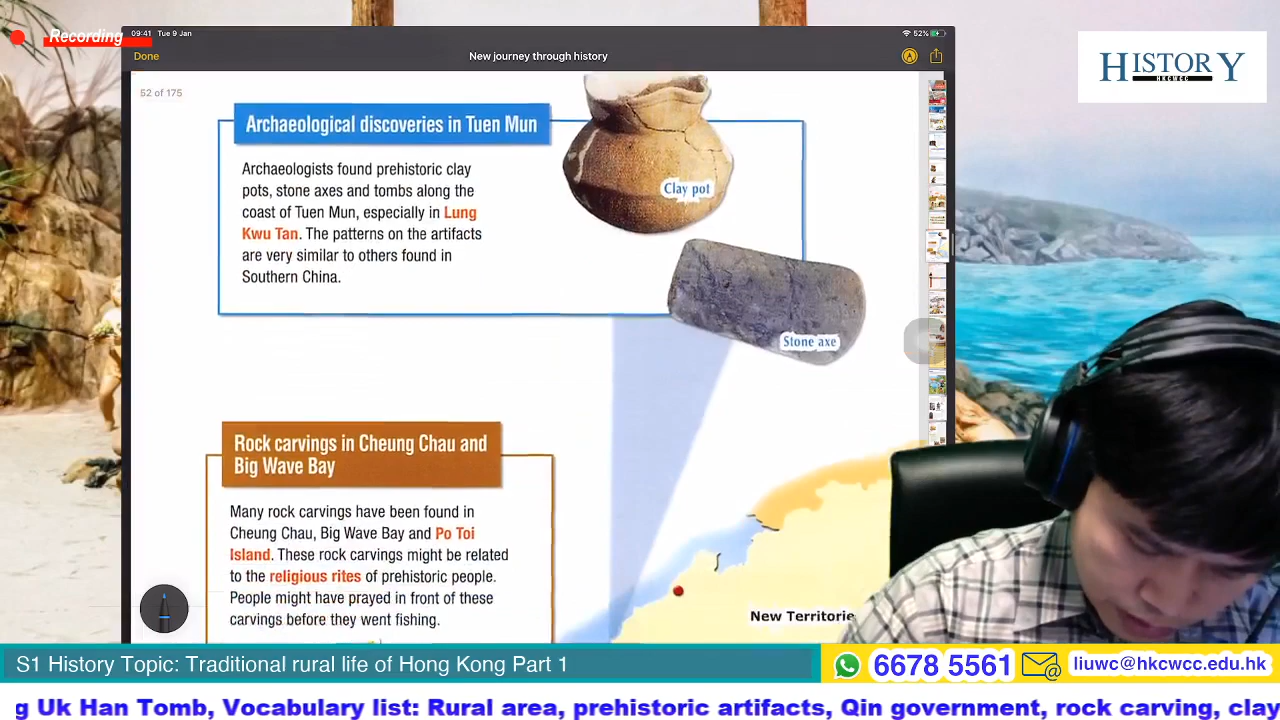 Recording
09:41 Tue 9 Jan
52%
Done
New journey through history
HISTORY
HKCWCC
52 of 175
Archaeological discoveries in Tuen Mun
Archaeologists found prehistoric clay
pots, stone axes and tombs along the
coast of Tuen Mun, especially in Lung
Kwu Tan. The patterns on the artifacts
are very similar to others found in
Southern China.
Clay pot
Stone axe
Rock carvings in Cheung Chau and
Big Wave Bay
Many rock carvings have been found in
Cheung Chau, Big Wave Bay and Po Toi
Island. These rock carvings might be related
to the religious rites of prehistoric people.
People might have prayed in front of these
carvings before they went fishing.
New Territorie
S1 History Topic: Traditional rural life of Hong Kong Part 1
6678 5561
liuwc@hkcwcc.edu.hk
g Uk Han Tomb, Vocabulary list: Rural area, prehistoric artifacts, Qin government, rock carving, clay